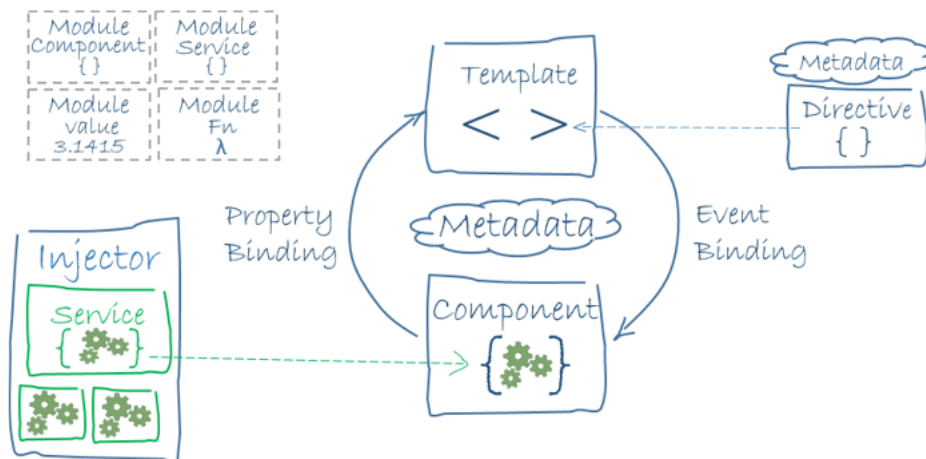 Module
Component
{ }
Module
Service
{ }
Module
value
3.1415
Module
Fn
λ
Template
< >
Metadata
Directive
{ }
Property
Binding
Metadata
Event
Binding
Injector
Service
{ }
Component
{ }